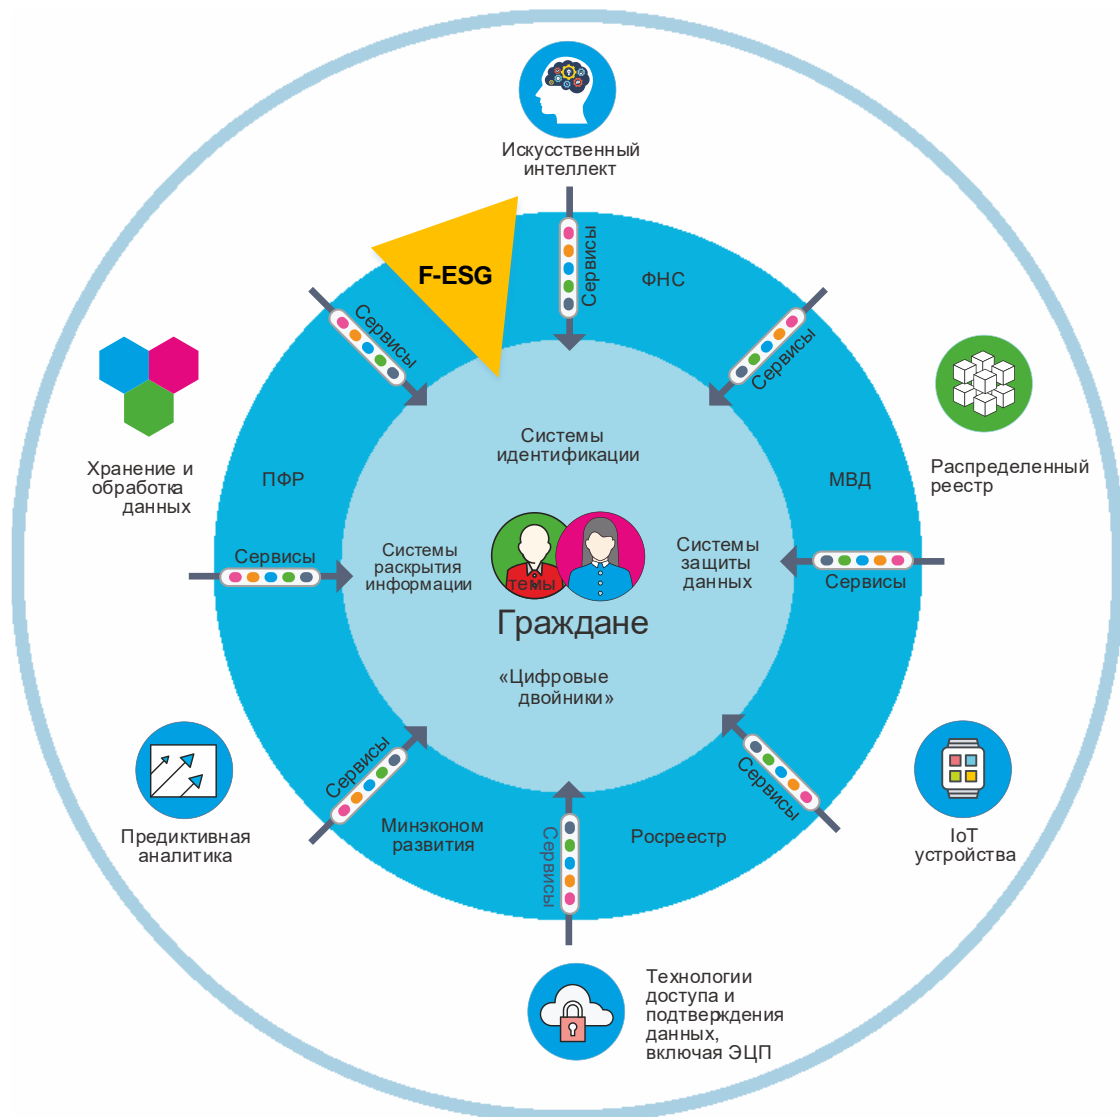 Искусственный
интеллект
F-ESG
Сервисы
ФНС
Сервисы
Сервисы
Хранение и
обработка
данных
Распределенный
реестр
Системы
идентификации
ПФР
МВД
Сервисы
Системы
раскрытия
информации
темы
Системы
защиты
данных
Сервисы
Граждане
«Цифровые
двойники»
Предиктивная
аналитика
Сервисы
Сервисы
IoT
устройства
Минэконом
развития
Сервисы
Росреестр
Технологии
доступа и
подтверждения
данных,
включая ЭЦП